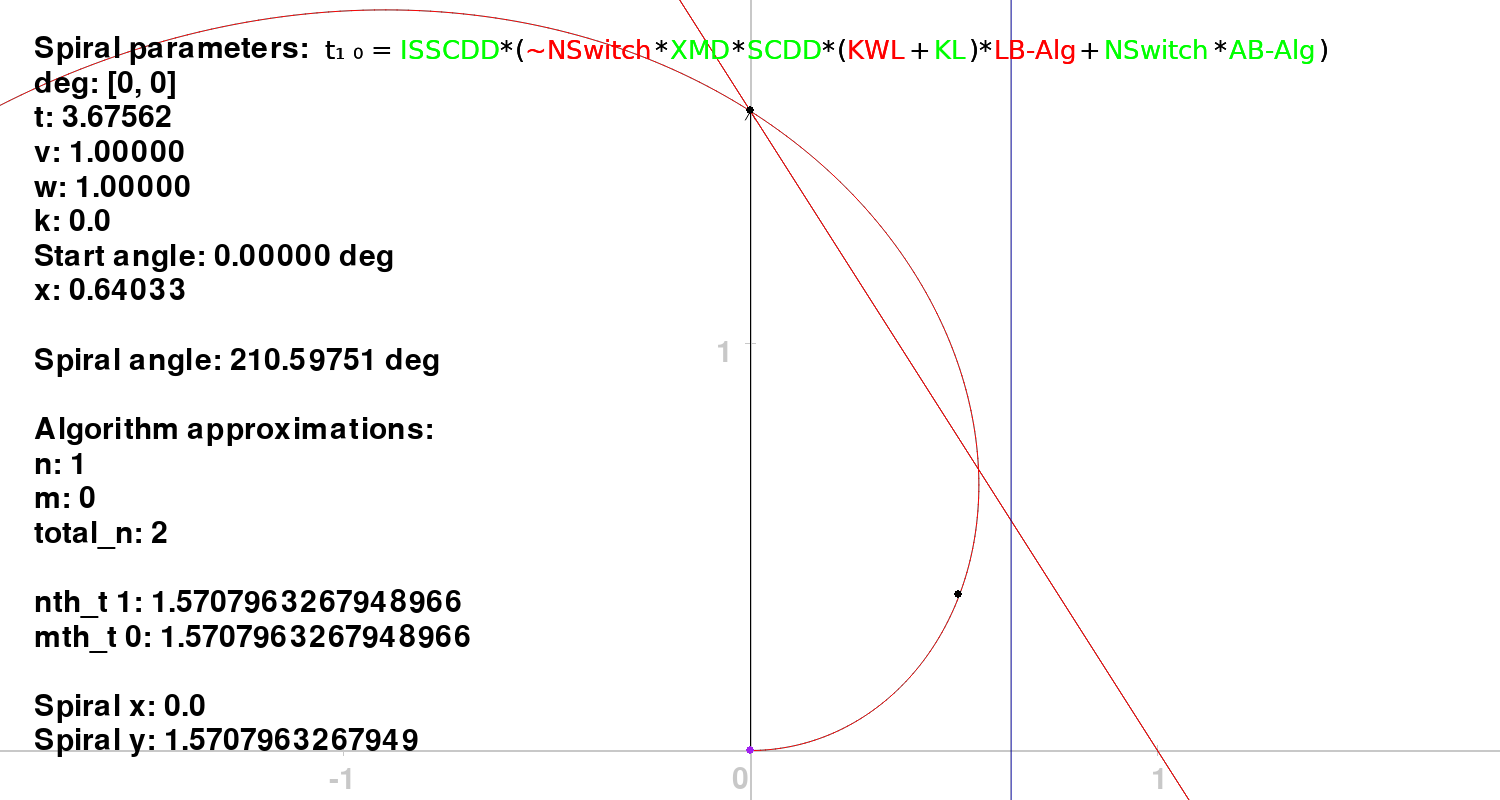 Spiral parameters: t₁ ₀ = ISSCDD*(~NSwitch*XMD*SCDD*(KWL+KL)*LB-Alg+NSwitch*AB-Alg)
deg: [0, 0]
t: 3.67562
v: 1.00000
w: 1.00000
k: 0.0
Start angle: 0.00000 deg
x: 0.64033
Spiral angle: 210.59751 deg
1
Algorithm approximations:
n: 1
m: 0
total_n: 2
nth_t 1: 1.5707963267948966
mth_t 0: 1.5707963267948966
Spiral x: 0.0
Spiral y: 1.5707963267949
-1 0 1